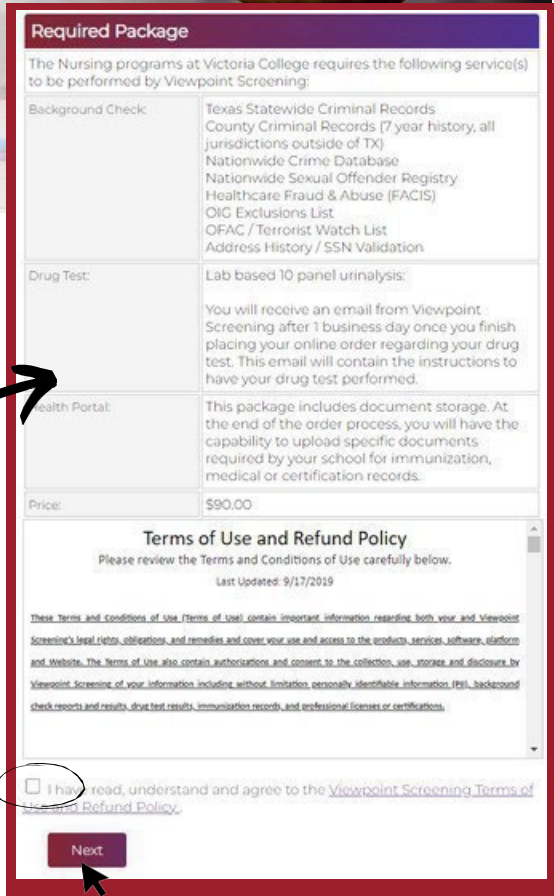 Required Package
The Nursing programs at Victoria College requires the following service(s)
to be performed by Viewpoint Screening:
Background Check:
Texas Statewide Criminal Records
County Criminal Records (7 year history, all
jurisdictions outside of TX)
Nationwide Crime Database
Nationwide Sexual Offender Registry
Healthcare Fraud & Abuse (FACIS)
OIG Exclusions List
OFAC / Terrorist Watch List
Address History / SSN Validation
Drug Test:
Lab based 10 panel urinalysis:
You will receive an email from Viewpoint
Screening after 1 business day once you finish
placing your online order regarding your drug
test. This email will contain the instructions to
have your drug test performed.
Health Portal:
This package includes document storage. At
the end of the order process, you will have the
capability to upload specific documents
required by your school for immunization,
medical or certification records.
Price:
$90.00
Terms of Use and Refund Policy
Please review the Terms and Conditions of Use carefully below.
Last Updated: 9/17/2019
These Terms and Conditions of Use (Terms of Use) contain important information regarding both your and Viewpoint
Screening's legal rights, obligations, and remedies and cover your use and access to the products, services, software, platform
and Website. The Terms of Use also contain authorizations and consent to the collection, use, storage and disclosure by
Viewpoint Screening of your information including without limitation personally identifiable information (PII), background
check reports and results, drug test results, immunization records, and professional licenses or certifications.
I have read, understand and agree to the Viewpoint Screening Terms of
Use and Refund Policy.
Next